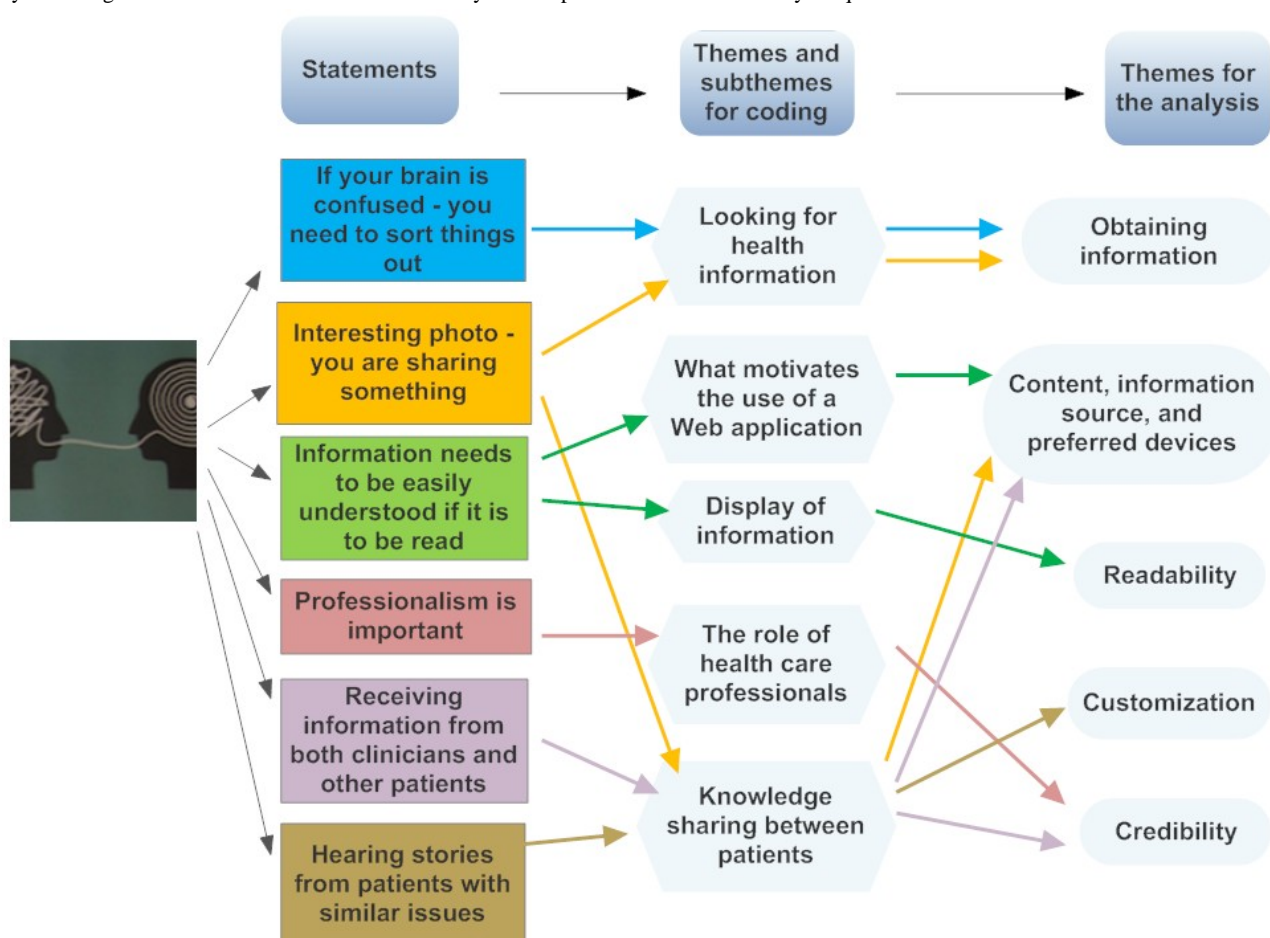 Statements
Themes and
subthemes
for coding
Themes for
the analysis
If your brain is
confused - you
need to sort things
out
Looking for
health
information
Obtaining
information
Interesting photo -
you are sharing
something
What motivates
the use of a
Web application
Content, information
source, and
preferred devices
Information needs
to be easily
understood if it is
to be read
Display of
information
Readability
Professionalism is
important
The role of
health care
professionals
Customization
Receiving
information from
both clinicians and
other patients
Knowledge
sharing between
patients
Credibility
Hearing stories
from patients with
similar issues